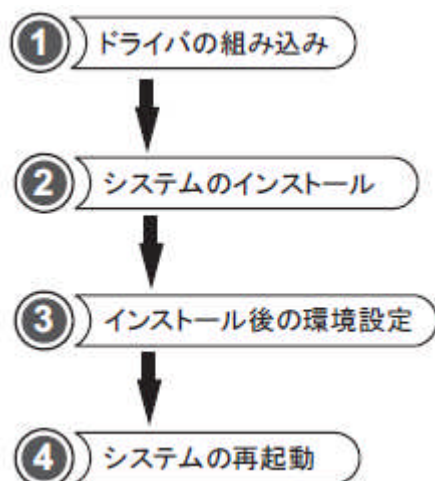 1 ドライバの組み込み
2 システムのインストール
3 インストール後の環境設定
4 システムの再起動